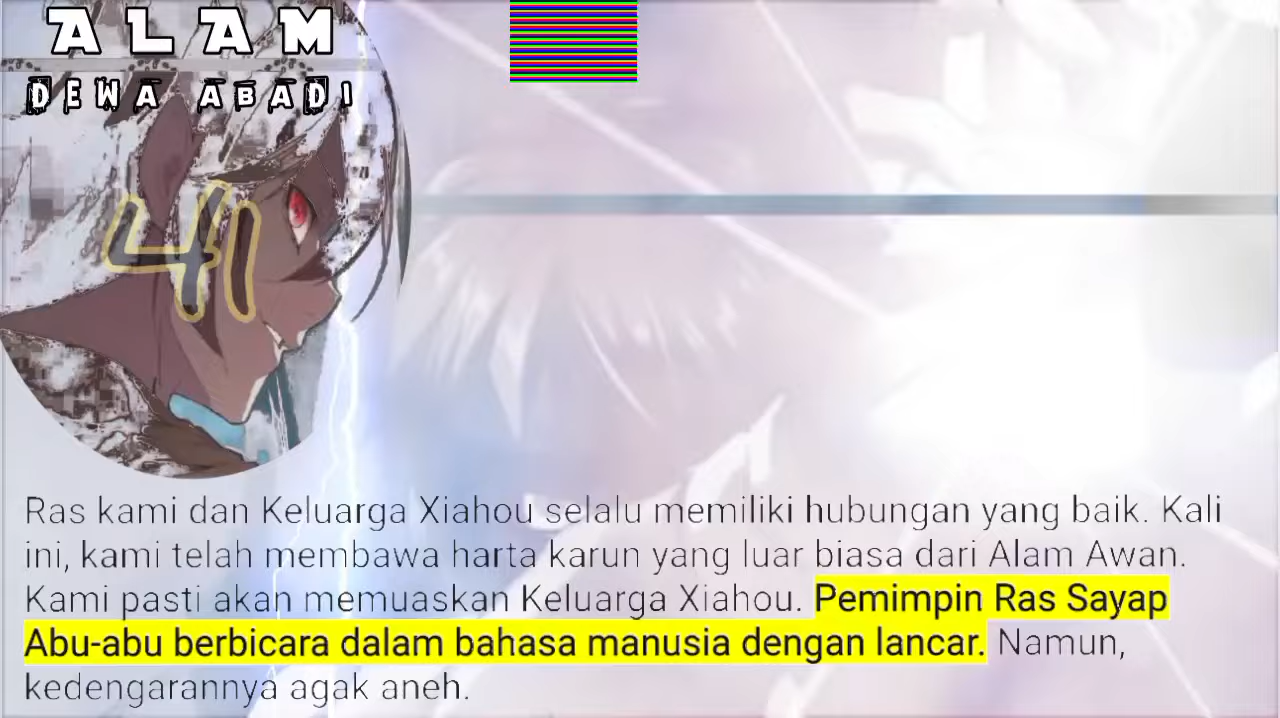 ALAM
DEWA ABADI
41
Ras kami dan Keluarga Xiahou selalu memiliki hubungan yang baik. Kali
ini, kami telah membawa harta karun yang luar biasa dari Alam Awan.
Kami pasti akan memuaskan Keluarga Xiahou. Pemimpin Ras Sayap
Abu-abu berbicara dalam bahasa manusia dengan lancar. Namun,
kedengarannya agak aneh.